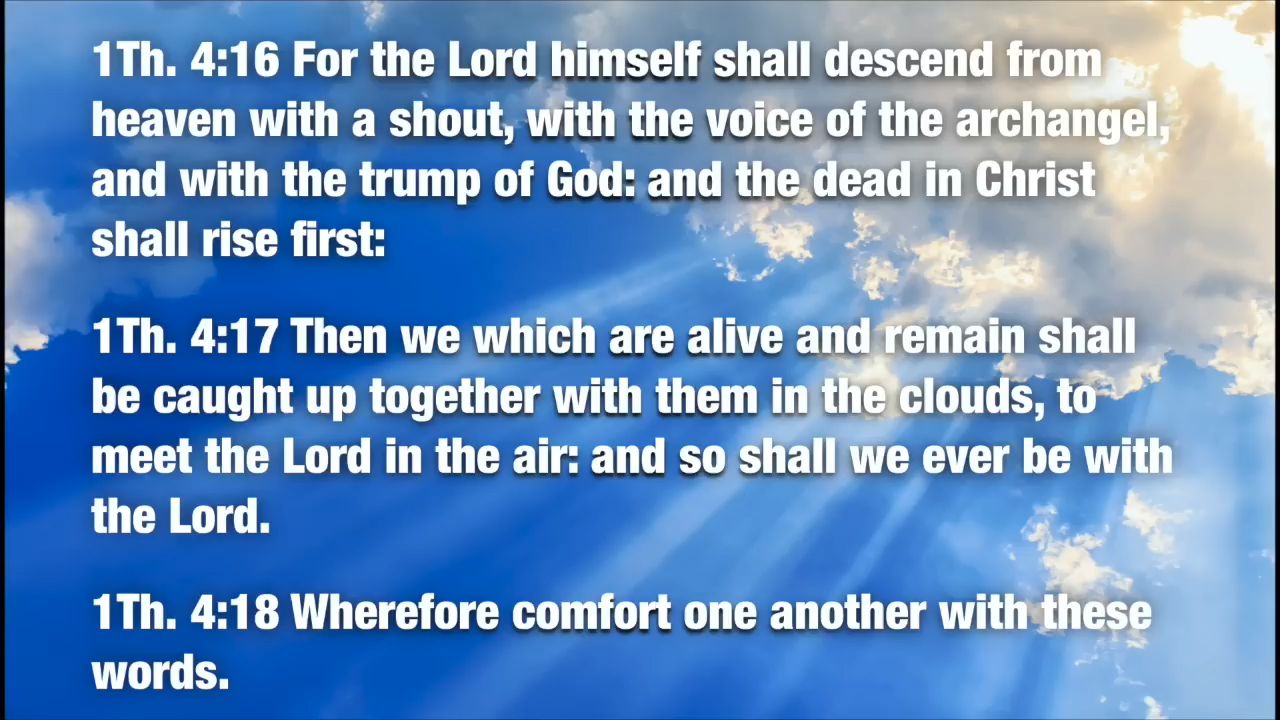 1Th. 4:16 For the Lord himself shall descend from
heaven with a shout, with the voice of the archangel,
and with the trump of God: and the dead in Christ
shall rise first:
1Th. 4:17 Then we which are alive and remain shall
be caught up together with them in the clouds, to
meet the Lord in the air: and so shall we ever be with
the Lord.
1Th. 4:18 Wherefore comfort one another with these
words.